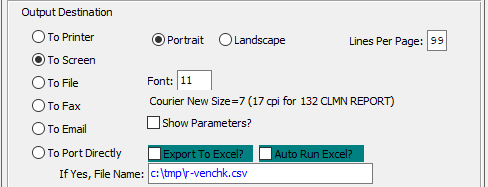 Output Destination
To Printer Portrait Landscape Lines Per Page: 99
To Screen
To File Font: 11
To Fax Courier New Size=7 (17 cpi for 132 CLMN REPORT)
To Email Show Parameters?
To Port Directly Export To Excel? Auto Run Excel?
If Yes, File Name: c:\tmp\r-venchk.csv